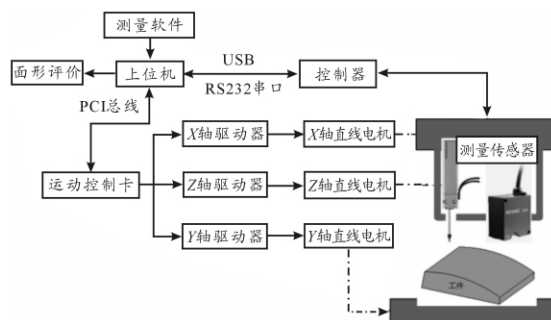 测量软件
面形评价
上位机
USB
RS232串口
控制器
PCI总线
运动控制卡
X轴驱动器
X轴直线电机
Z轴驱动器
Z轴直线电机
Y轴驱动器
Y轴直线电机
测量传感器
工件